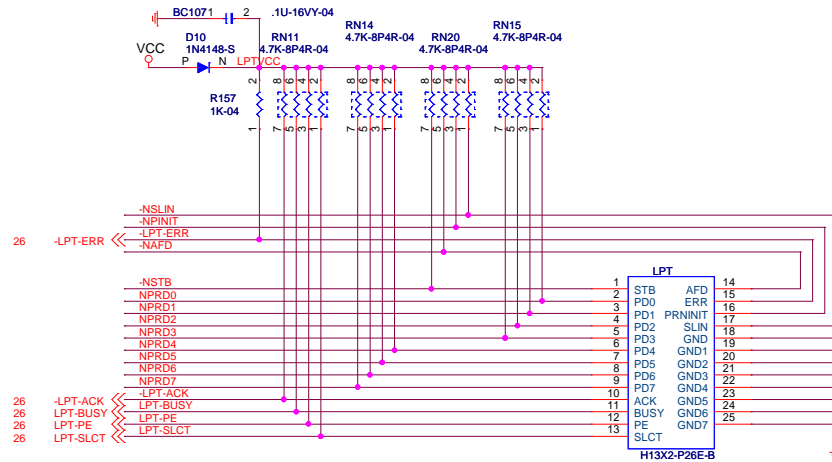 BC107 1 2 .1U-16VY-04
VCC
D10
1N4148-S
P N LPTVCC
RN11
4.7K-8P4R-04
RN14
4.7K-8P4R-04
RN20
4.7K-8P4R-04
RN15
4.7K-8P4R-04
2 8 6 4 2 8 6 4 2 8 6 4 2 8 6 4 2
R157
1K-04
1 7 5 3 1 7 5 3 1 7 5 3 1 7 5 3 1
-NSLIN
-NPINIT
26 -LPT-ERR -LPT-ERR
-NAFD
LPT
-NSTB 1 STB AFD 14
NPRD0 2 PD0 ERR 15
NPRD1 3 PD1 PRNINIT 16
NPRD2 4 PD2 SLIN 17
NPRD3 5 PD3 GND 18
NPRD4 6 PD4 GND1 19
NPRD5 7 PD5 GND2 20
NPRD6 8 PD6 GND3 21
NPRD7 9 PD7 GND4 22
26 -LPT-ACK -LPT-ACK 10 ACK GND5 23
26 LPT-BUSY LPT-BUSY 11 BUSY GND6 24
26 LPT-PE LPT-PE 12 PE GND7 25
26 LPT-SLCT LPT-SLCT 13 SLCT
H13X2-P26E-B